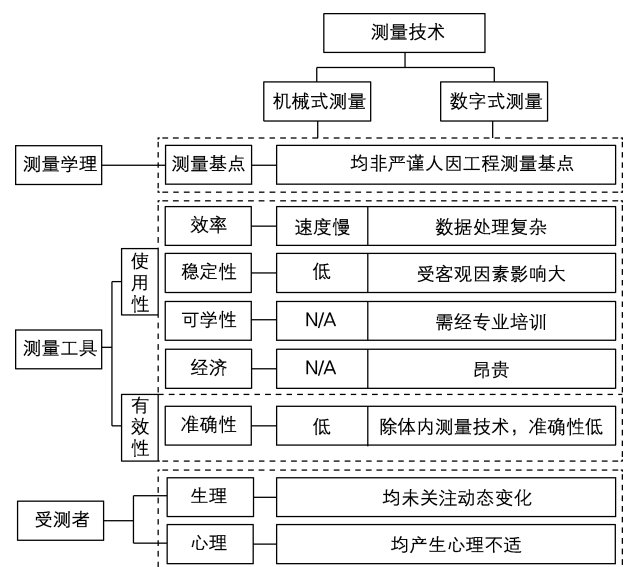 测量技术
机械式测量
数字式测量
测量学理
测量基点
均非严谨人因工程测量基点
测量工具
使用性
效率
速度慢
数据处理复杂
稳定性
低
受客观因素影响大
可学性
N/A
需经专业培训
经济
N/A
昂贵
有效性
准确性
低
除体内测量技术，准确性低
受测者
生理
均未关注动态变化
心理
均产生心理不适